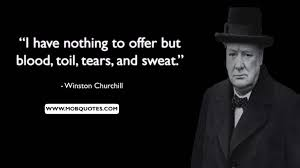 “I have nothing to offer but
blood, toil, tears, and sweat.”
- Winston Churchill
WWW.MOBQUOTES.COM